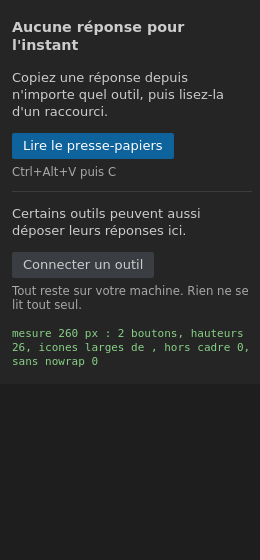 Aucune réponse pour
l'instant
Copiez une réponse depuis
n'importe quel outil, puis lisez-la
d'un raccourci.
Lire le presse-papiers
Ctrl+Alt+V puis C
Certains outils peuvent aussi
déposer leurs réponses ici.
Connecter un outil
Tout reste sur votre machine. Rien ne se
lit tout seul.
mesure 260 px : 2 boutons, hauteurs
26, icones larges de , hors cadre 0,
sans nowrap 0